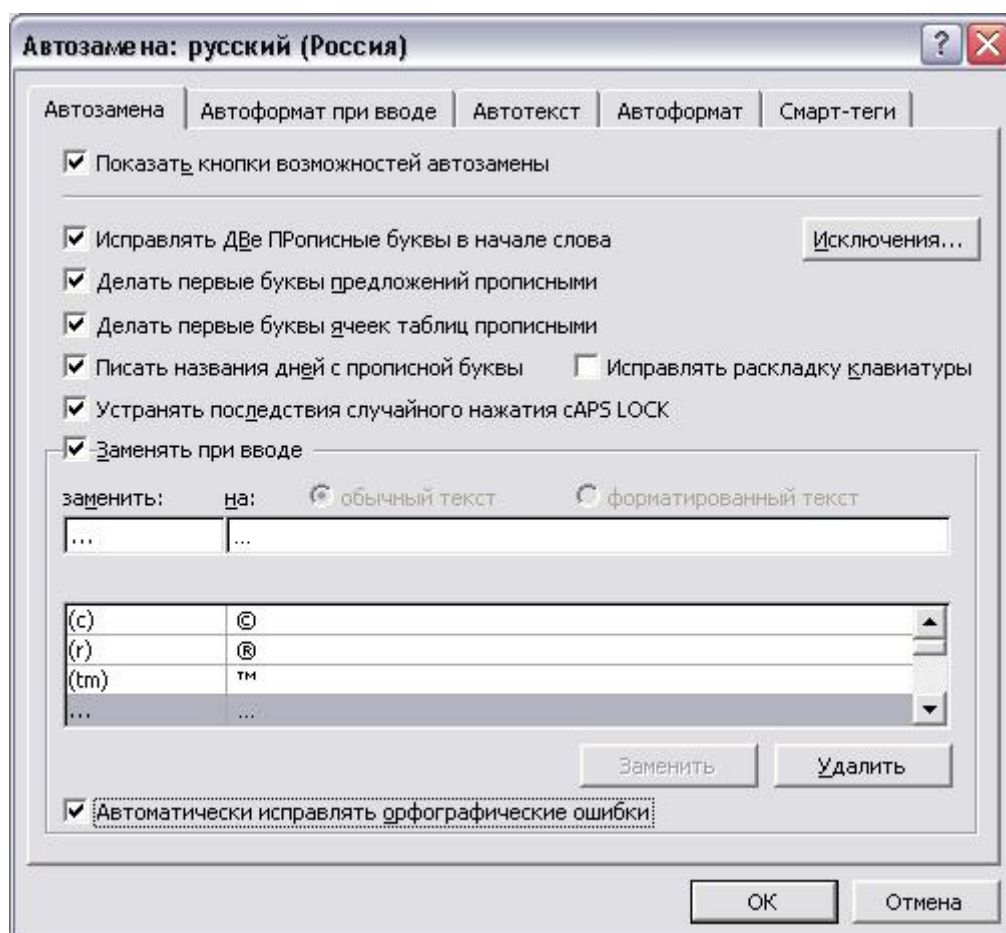 Автозамена: русский (Россия)
Автозамена Автоформат при вводе Автотекст Автоформат Смарт-теги
Показать кнопки возможностей автозамены
Исправлять ДВе ПРописные буквы в начале слова Исключения...
Делать первые буквы предложений прописными
Делать первые буквы ячеек таблиц прописными
Писать названия дней с прописной буквы Исправлять раскладку клавиатуры
Устранять последствия случайного нажатия cAPS LOCK
Заменять при вводе
заменить: на: обычный текст форматированный текст
... ...
(c) ©
(r) ®
(tm) ™
... ...
Заменить Удалить
Автоматически исправлять орфографические ошибки
ОК Отмена